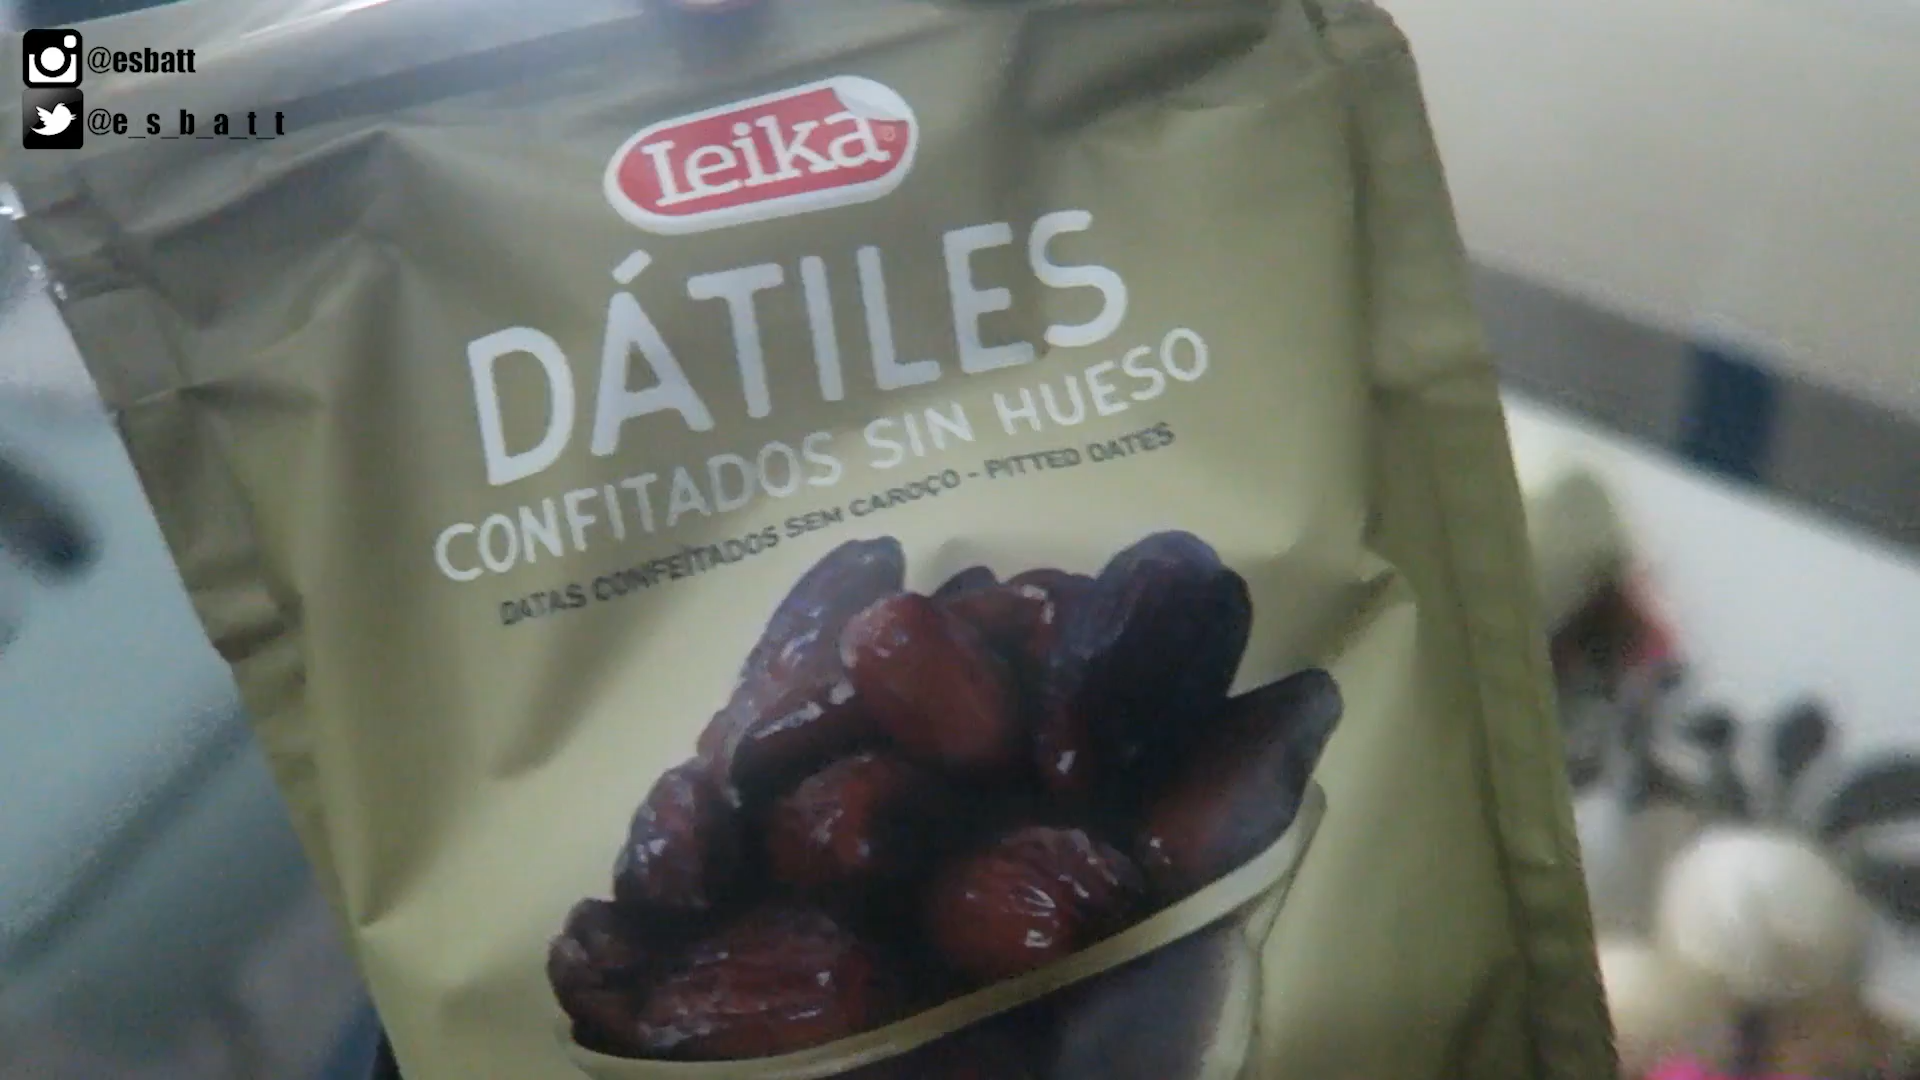 @esbatt
@e_s_b_a_t_t
leika
DÁTILES
CONFITADOS SIN HUESO
DATAS CONFEITADOS SEM CAROÇO - PITTED DATES